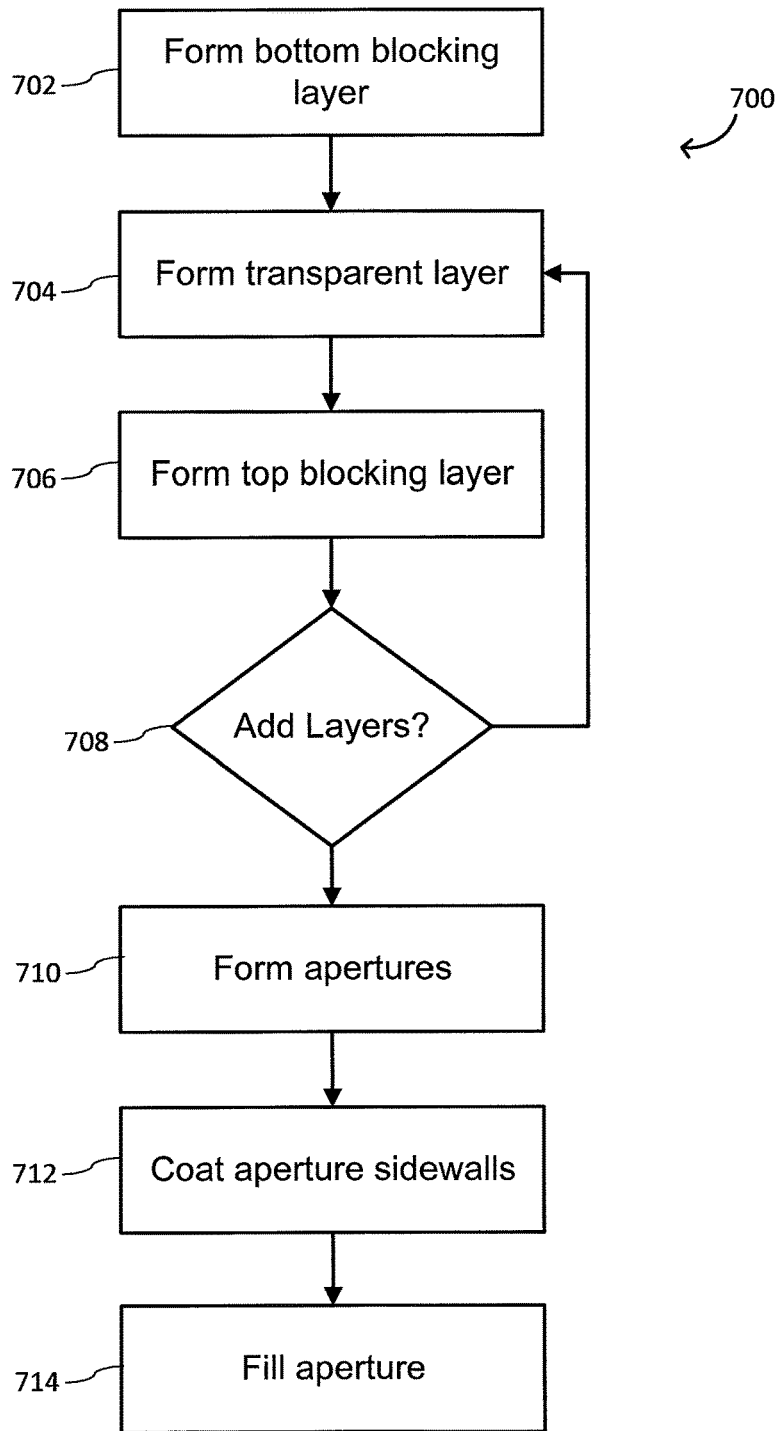 Form bottom blocking
layer
702
700
Form transparent layer
704
Form top blocking layer
706
Add Layers?
708
Form apertures
710
Coat aperture sidewalls
712
Fill aperture
714